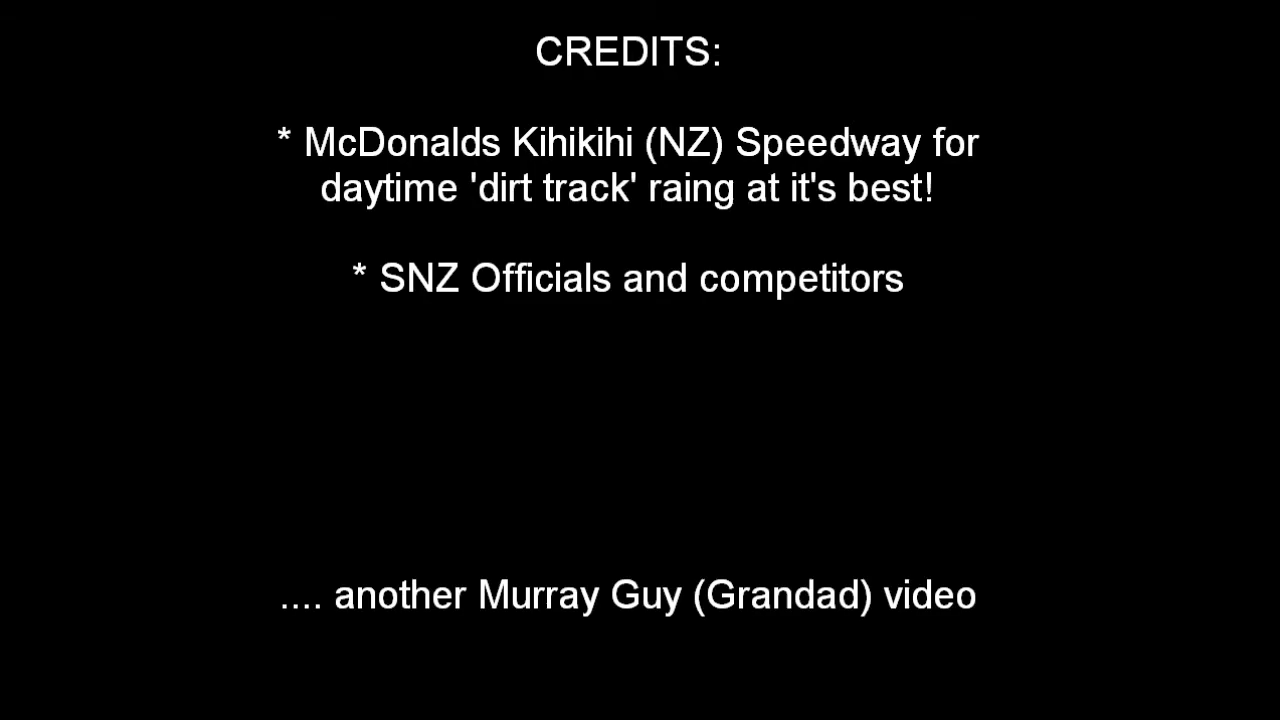 CREDITS:
* McDonalds Kihikihi (NZ) Speedway for
daytime 'dirt track' raing at it's best!
* SNZ Officials and competitors
.... another Murray Guy (Grandad) video